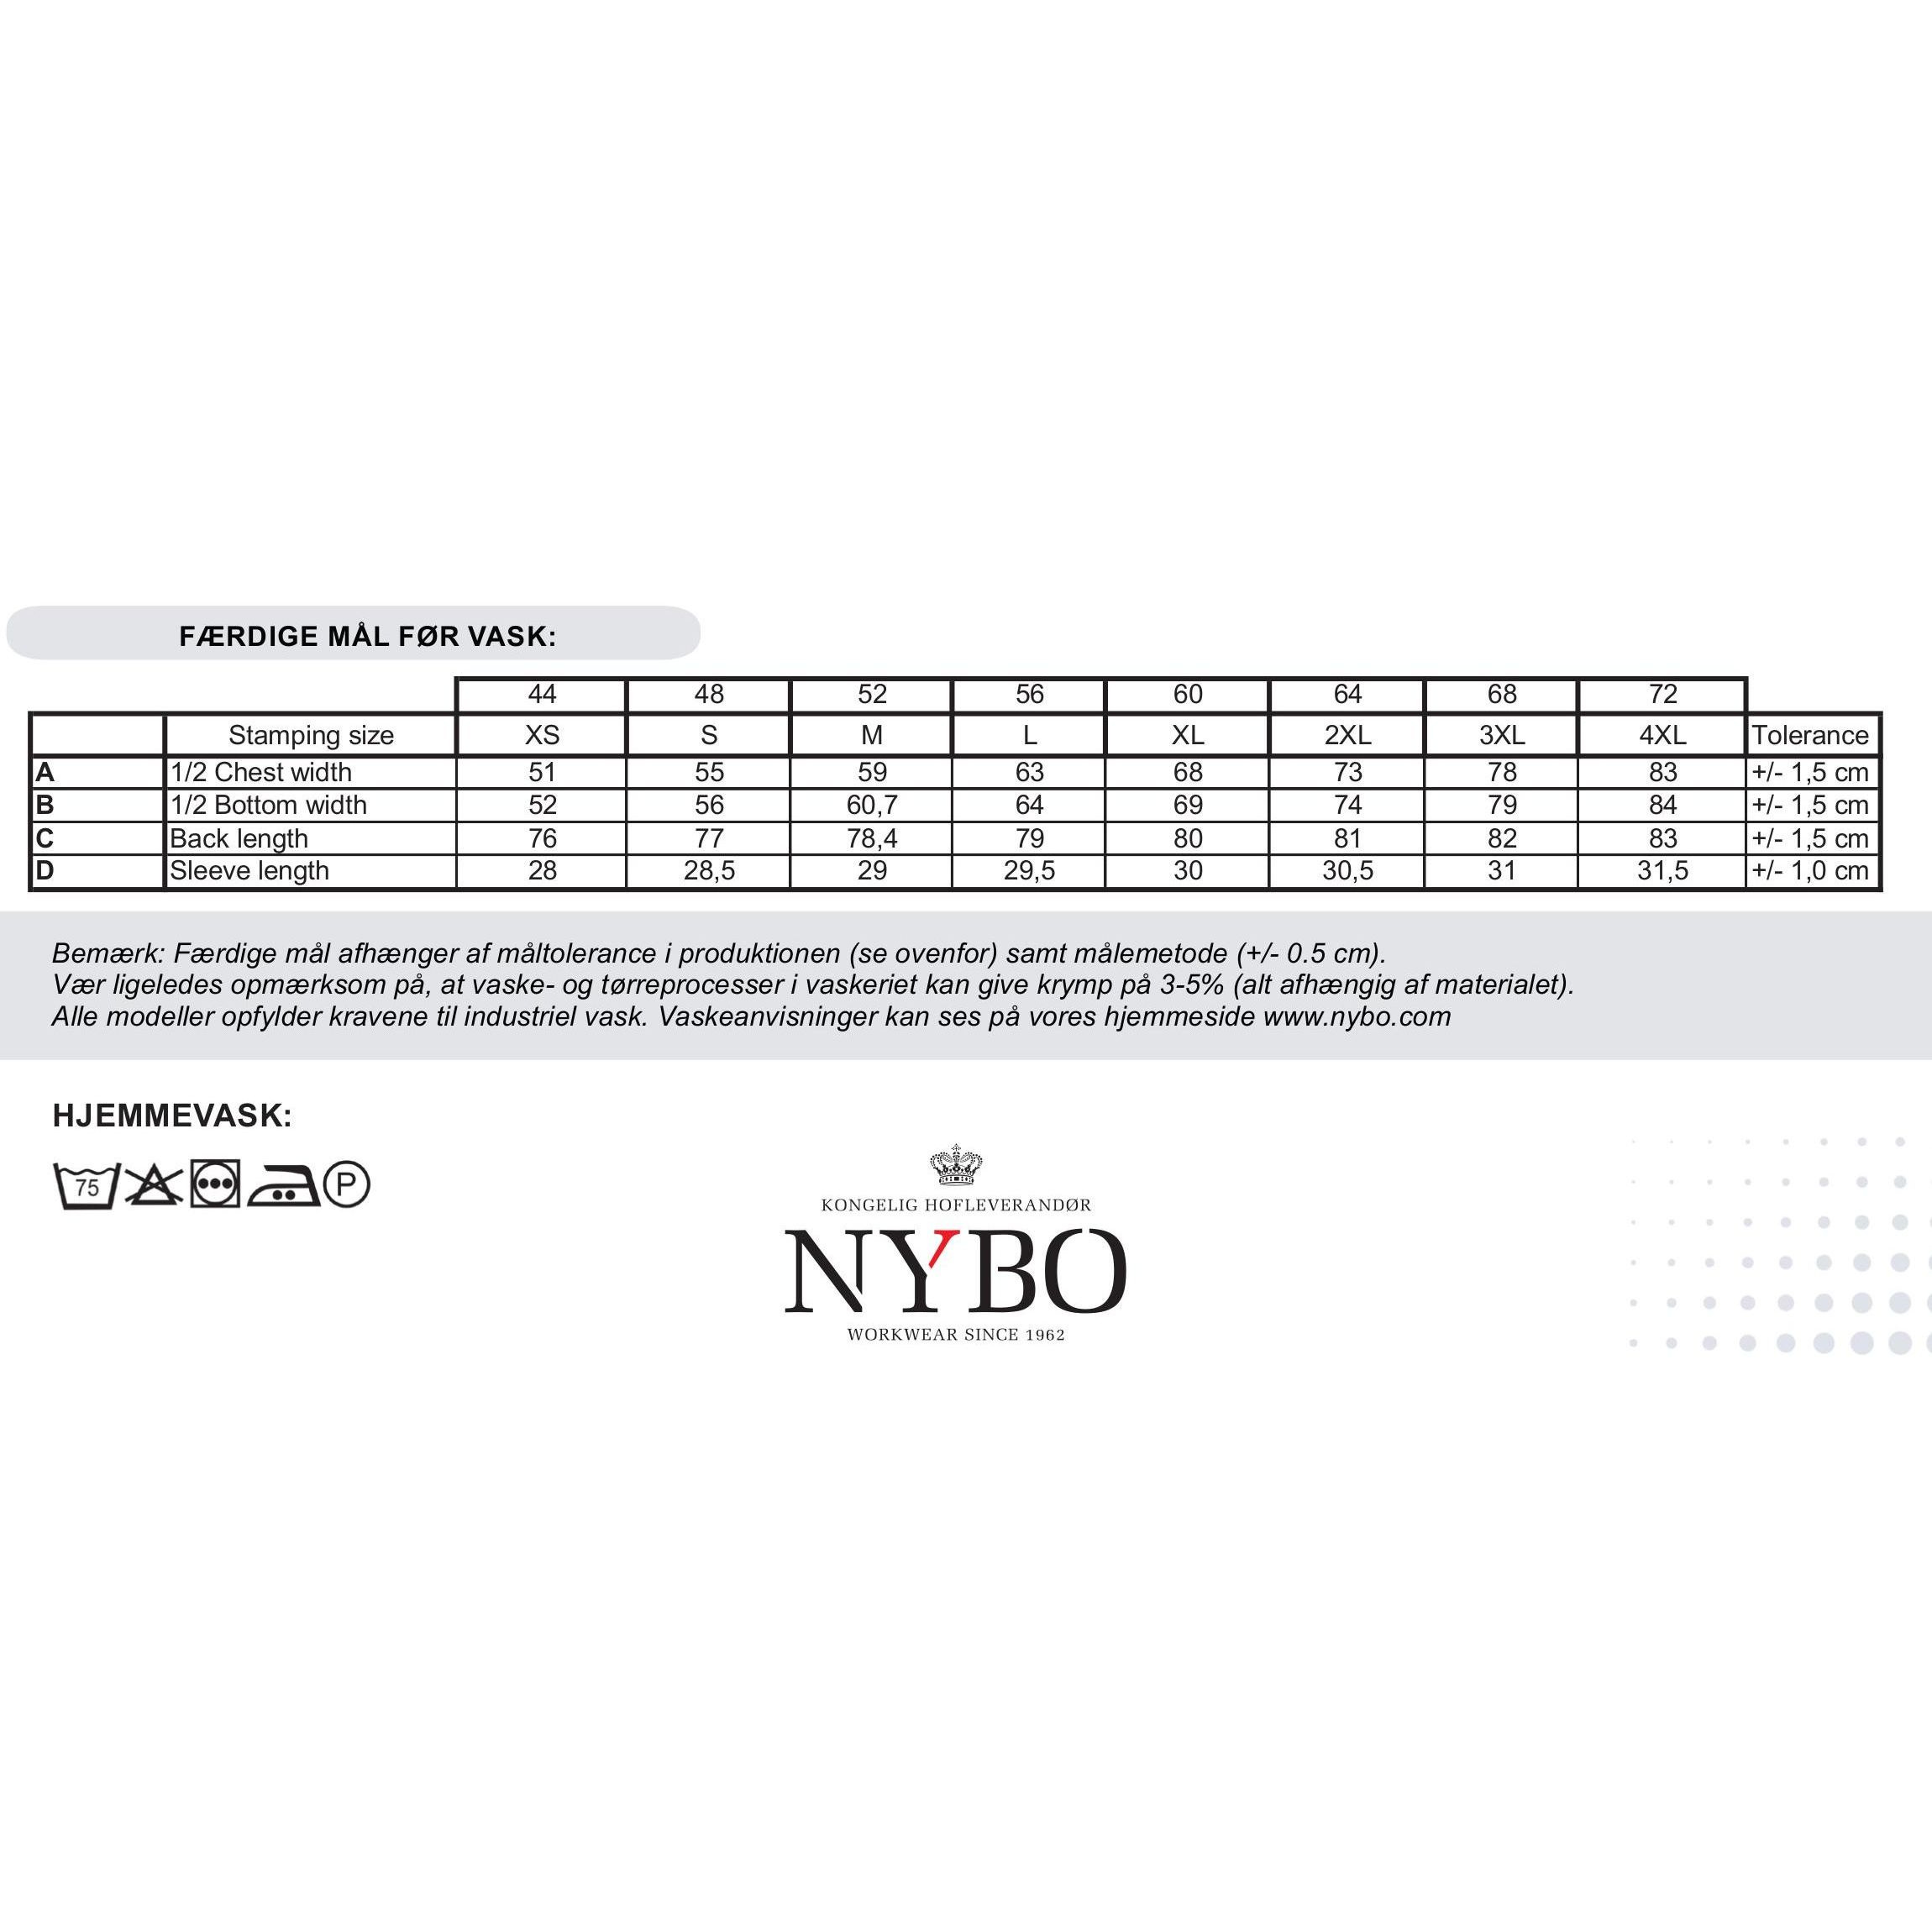 FÆRDIGE MÅL FØR VASK:
44 48 52 56 60 64 68 72
Stamping size XS S M L XL 2XL 3XL 4XL Tolerance
A 1/2 Chest width 51 55 59 63 68 73 78 83 +/- 1,5 cm
B 1/2 Bottom width 52 56 60,7 64 69 74 79 84 +/- 1,5 cm
C Back length 76 77 78,4 79 80 81 82 83 +/- 1,5 cm
D Sleeve length 28 28,5 29 29,5 30 30,5 31 31,5 +/- 1,0 cm
Bemærk: Færdige mål afhænger af måltolerance i produktionen (se ovenfor) samt målemetode (+/- 0.5 cm).
Vær ligeledes opmærksom på, at vaske- og tørreprocesser i vaskeriet kan give krymp på 3-5% (alt afhængig af materialet).
Alle modeller opfylder kravene til industriel vask. Vaskeanvisninger kan ses på vores hjemmeside www.nybo.com
HJEMMEVASK:
75 P
KONGELIG HOFLEVERANDØR
NYBO
WORKWEAR SINCE 1962